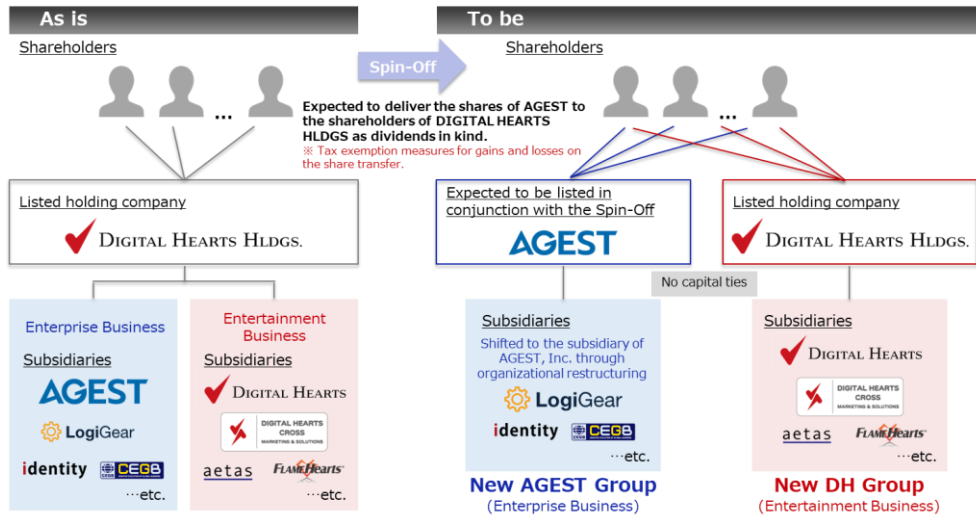 As is
Shareholders
...
Listed holding company
DIGITAL HEARTS HLDGS.
Enterprise Business
Subsidiaries
AGEST
LogiGear
identity
CEGB
CEGB
…etc.
Entertainment
Business
Subsidiaries
DIGITAL HEARTS
DIGITAL HEARTS
CROSS
MARKETING & SOLUTIONS
aetas
FLAMEHearts
…etc.
Spin-Off
Expected to deliver the shares of AGEST to
the shareholders of DIGITAL HEARTS
HLDGS as dividends in kind.
※ Tax exemption measures for gains and losses on
the share transfer.
To be
Shareholders
...
Expected to be listed in
conjunction with the Spin-Off
AGEST
Listed holding company
DIGITAL HEARTS HLDGS.
No capital ties
Subsidiaries
Shifted to the subsidiary of
AGEST, Inc. through
organizational restructuring
LogiGear
identity
CEGB
CEGB
…etc.
New AGEST Group
(Enterprise Business)
Subsidiaries
DIGITAL HEARTS
DIGITAL HEARTS
CROSS
MARKETING & SOLUTIONS
aetas
FLAMEHearts
…etc.
New DH Group
(Entertainment Business)